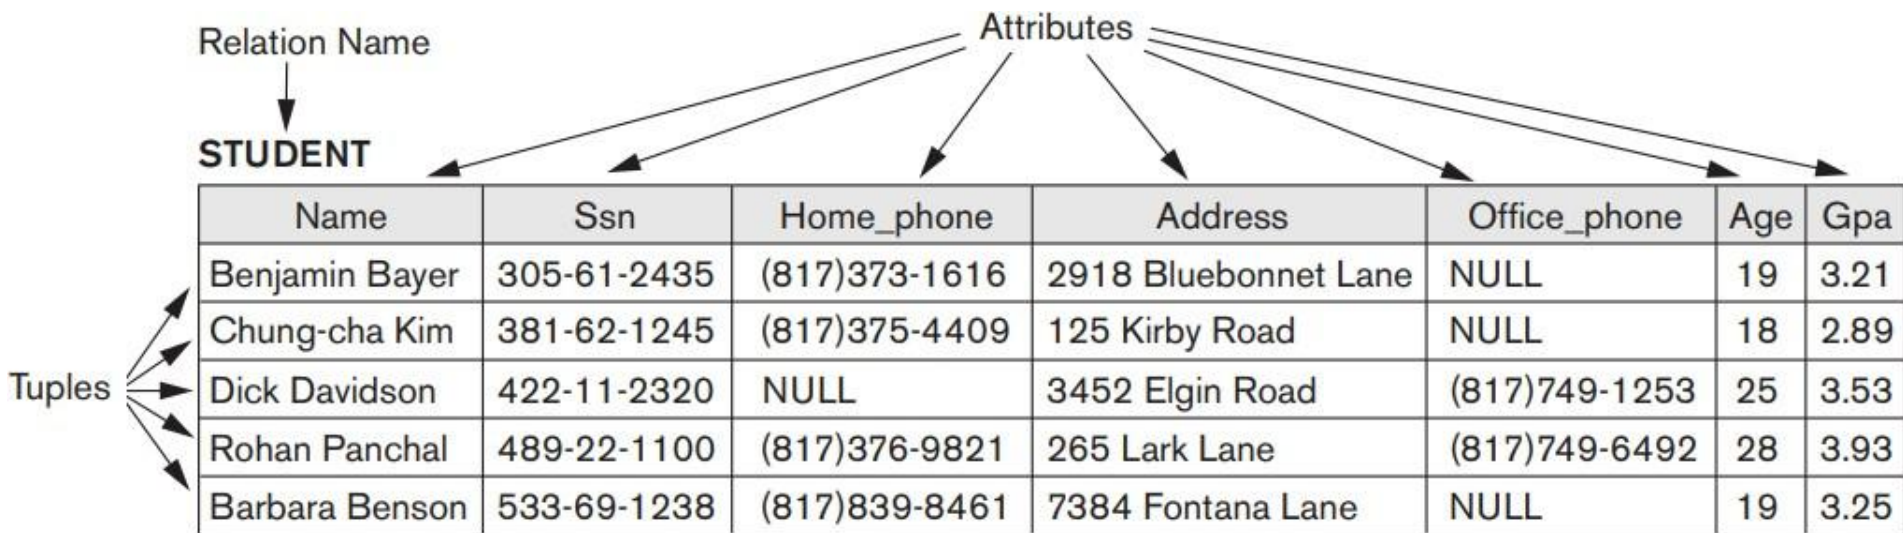 Relation Name
Attributes
STUDENT
Name Ssn Home_phone Address Office_phone Age Gpa
Benjamin Bayer 305-61-2435 (817)373-1616 2918 Bluebonnet Lane NULL 19 3.21
Chung-cha Kim 381-62-1245 (817)375-4409 125 Kirby Road NULL 18 2.89
Tuples Dick Davidson 422-11-2320 NULL 3452 Elgin Road (817)749-1253 25 3.53
Rohan Panchal 489-22-1100 (817)376-9821 265 Lark Lane (817)749-6492 28 3.93
Barbara Benson 533-69-1238 (817)839-8461 7384 Fontana Lane NULL 19 3.25